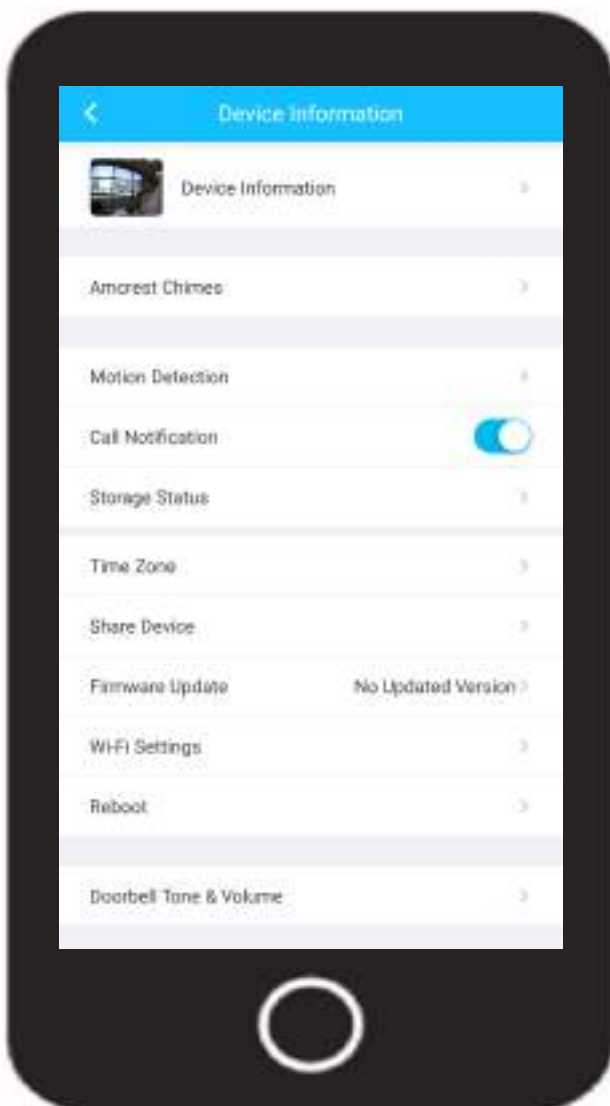 Device Information
Device Information
Amcrest Chimes
Motion Detection
Call Notification
Storage Status
Time Zone
Share Device
Firmware Update No Updated Version
Wi-Fi Settings
Reboot
Doorbell Tone & Volume